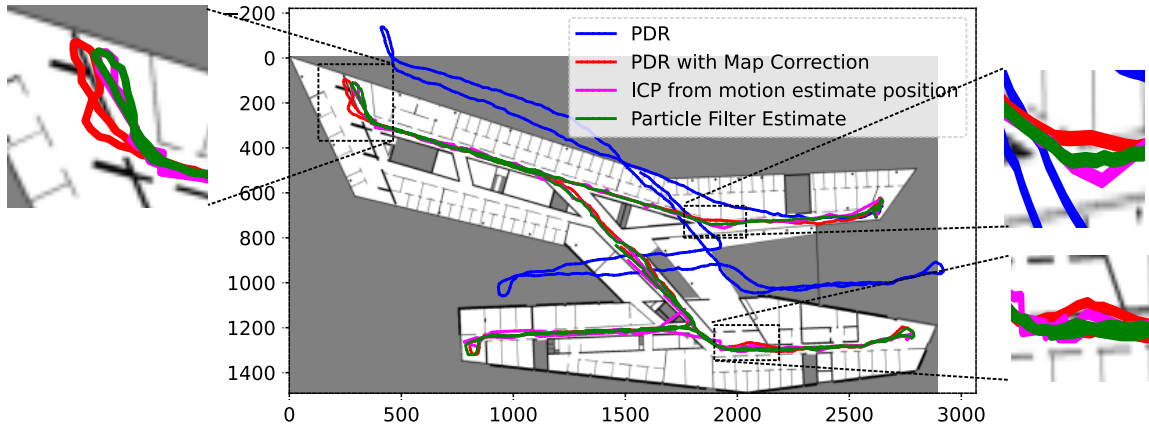 −200
0
200
400
600
800
1000
1200
1400
PDR
PDR with Map Correction
ICP from motion estimate position
Particle Filter Estimate
0 500 1000 1500 2000 2500 3000